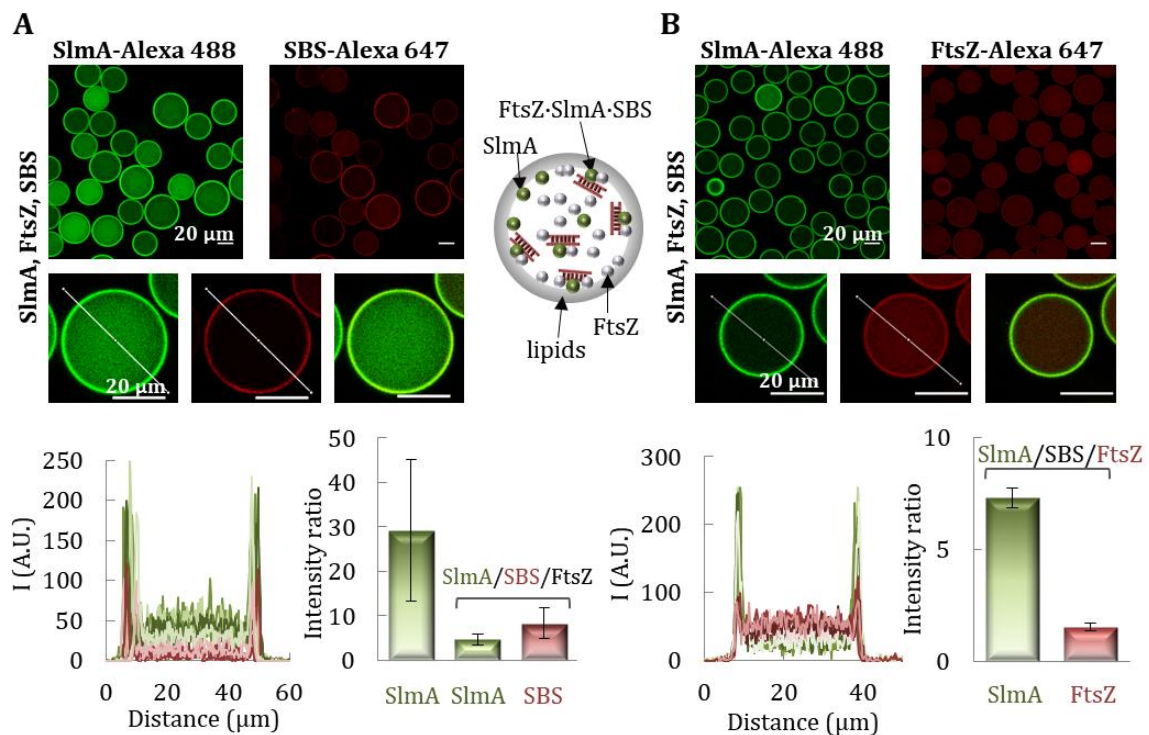 A
SlmA-Alexa 488
SBS-Alexa 647
SlmA, FtsZ, SBS
20 µm
20 µm
FtsZ·SlmA·SBS
SlmA
FtsZ
lipids
I (A.U.)
250
200
150
100
50
0
0
20
40
60
Distance (µm)
Intensity ratio
50
40
30
20
10
0
SlmA/SBS/FtsZ
SlmA
SlmA
SBS
B
SlmA-Alexa 488
FtsZ-Alexa 647
SlmA, FtsZ, SBS
20 µm
20 µm
I (A.U.)
300
200
100
0
0
20
40
Distance (µm)
Intensity ratio
10
5
0
SlmA/SBS/FtsZ
SlmA
FtsZ